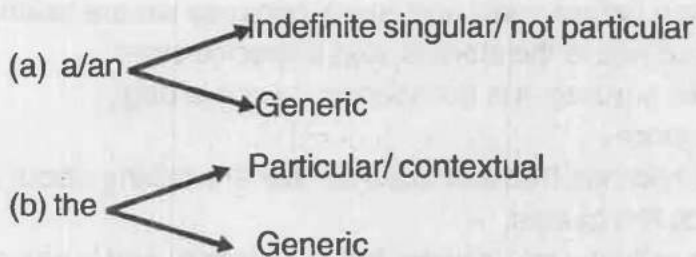 Indefinite singular/ not particular
(a) a/an
Generic
Particular/ contextual
(b) the
Generic